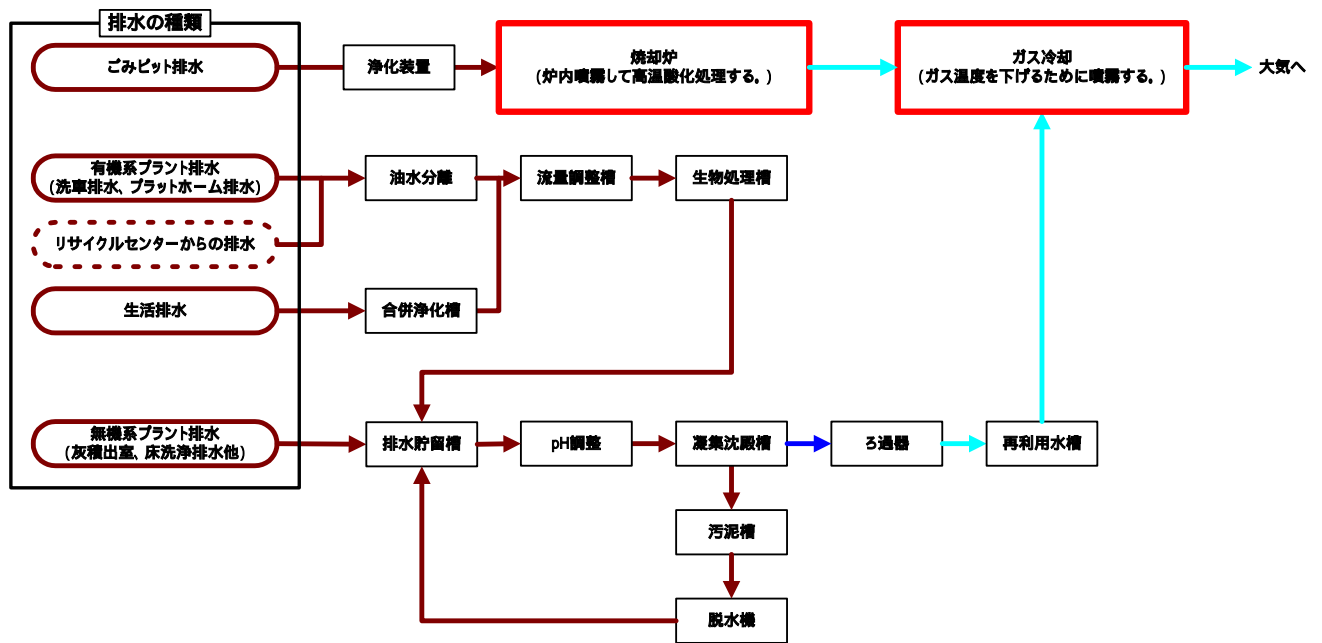 排水の種類
ごみピット排水
浄化装置
焼却炉
(炉内噴霧して高温酸化処理する。)
ガス冷却
(ガス温度を下げるために噴霧する。)
大気へ
有機系プラント排水
(洗車排水、プラットホーム排水)
油水分離
流量調整槽
生物処理槽
リサイクルセンターからの排水
生活排水
合併浄化槽
無機系プラント排水
(灰積出室、床洗浄排水他)
排水貯留槽
pH調整
凝集沈殿槽
ろ過器
再利用水槽
汚泥槽
脱水機